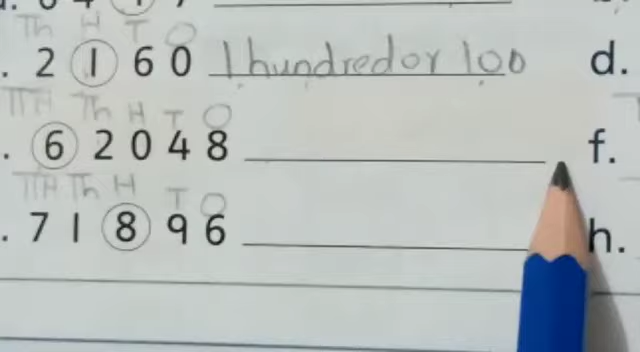 Th H T O
. 2 1 6 0 1 hundred or 100 d.
TTH Th H T O
. 6 2 0 4 8 f.
TTH Th H T O
. 7 1 8 9 6 h.